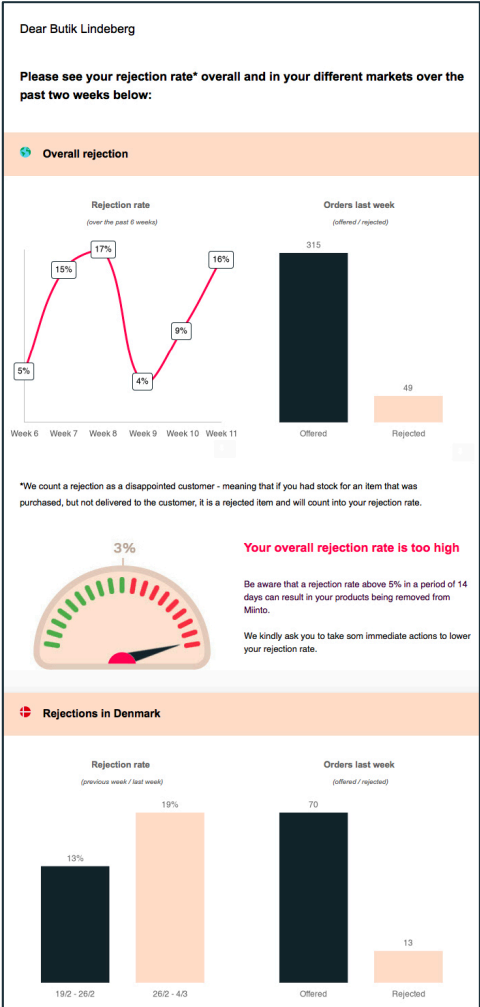 Dear Butik Lindeberg
Please see your rejection rate* overall and in your different markets over the
past two weeks below:
Overall rejection
Rejection rate
(over the past 6 weeks)
17%
15%
16%
9%
5%
4%
Week 6 Week 7 Week 8 Week 9 Week 10 Week 11
Orders last week
(offered / rejected)
315
49
Offered Rejected
*We count a rejection as a disappointed customer - meaning that if you had stock for an item that was
purchased, but not delivered to the customer, it is a rejected item and will count into your rejection rate.
3%
Your overall rejection rate is too high
Be aware that a rejection rate above 5% in a period of 14
days can result in your products being removed from
Miinto.
We kindly ask you to take som immediate actions to lower
your rejection rate.
Rejections in Denmark
Rejection rate
(previous week / last week)
19%
13%
19/2 - 26/2 26/2 - 4/3
Orders last week
(offered / rejected)
70
13
Offered Rejected